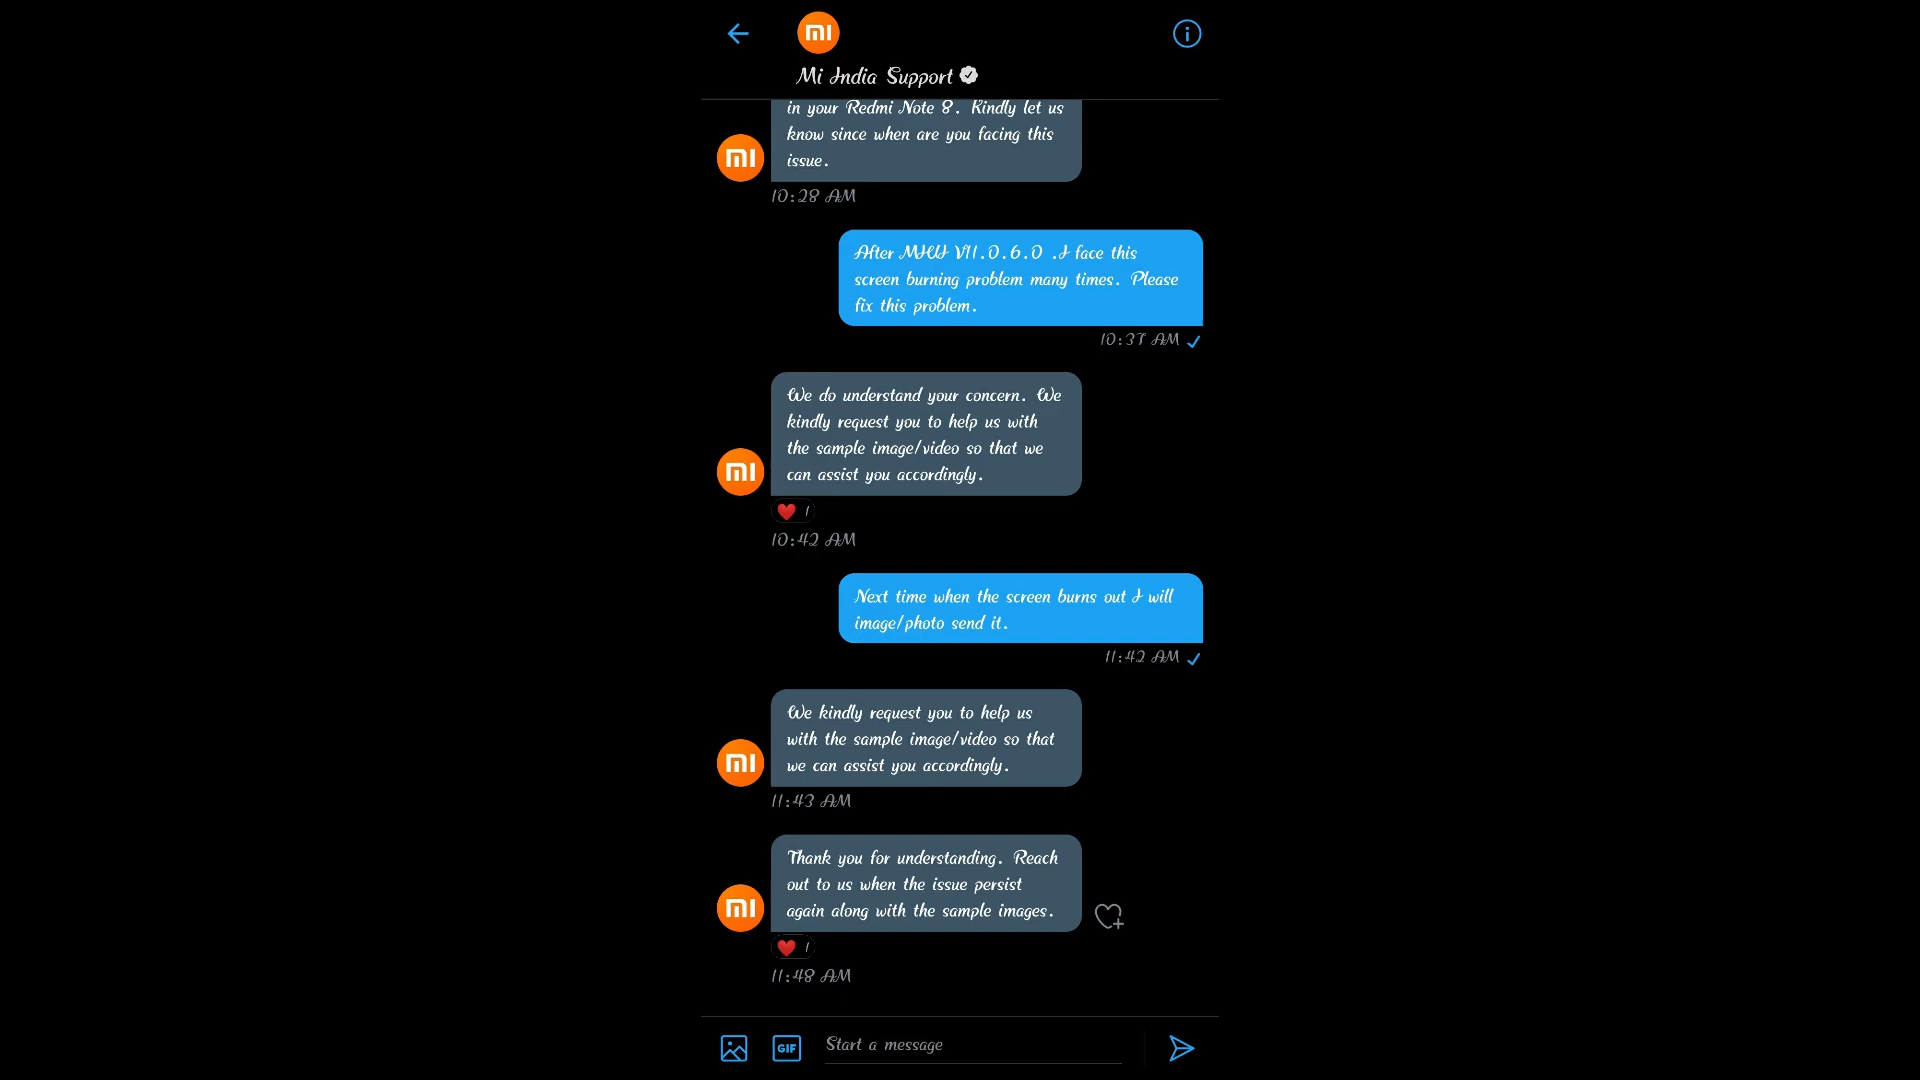 mi
Mi India Support
in your Redmi Note 8. Kindly let us
know since when are you facing this
issue.
mi
10:28 AM
After MIUI V11.0.6.0 .I face this
screen burning problem many times. Please
fix this problem.
10:37 AM
We do understand your concern. We
kindly request you to help us with
the sample image/video so that we
can assist you accordingly.
mi
1
10:42 AM
Next time when the screen burns out I will
image/photo send it.
11:42 AM
We kindly request you to help us
with the sample image/video so that
we can assist you accordingly.
mi
11:43 AM
Thank you for understanding. Reach
out to us when the issue persist
again along with the sample images.
mi
1
11:48 AM
GIF
Start a message